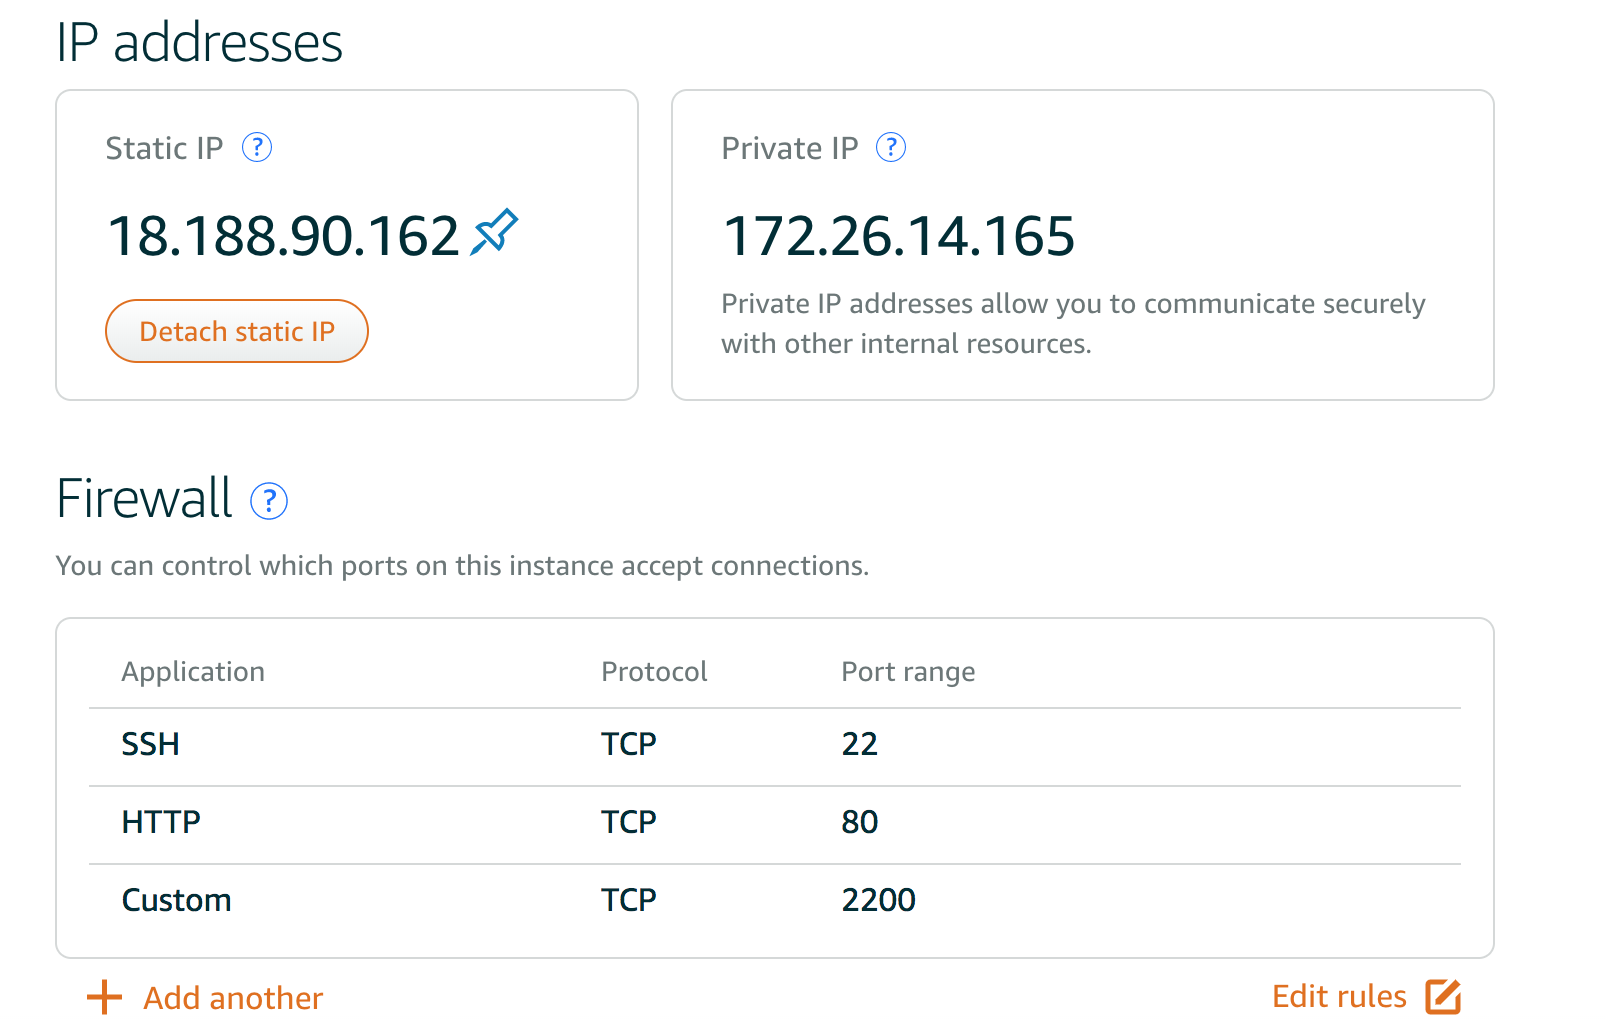 IP addresses
Static IP ?
18.188.90.162
Detach static IP
Private IP ?
172.26.14.165
Private IP addresses allow you to communicate securely
with other internal resources.
Firewall ?
You can control which ports on this instance accept connections.
Application Protocol Port range
SSH TCP 22
HTTP TCP 80
Custom TCP 2200
Add another
Edit rules